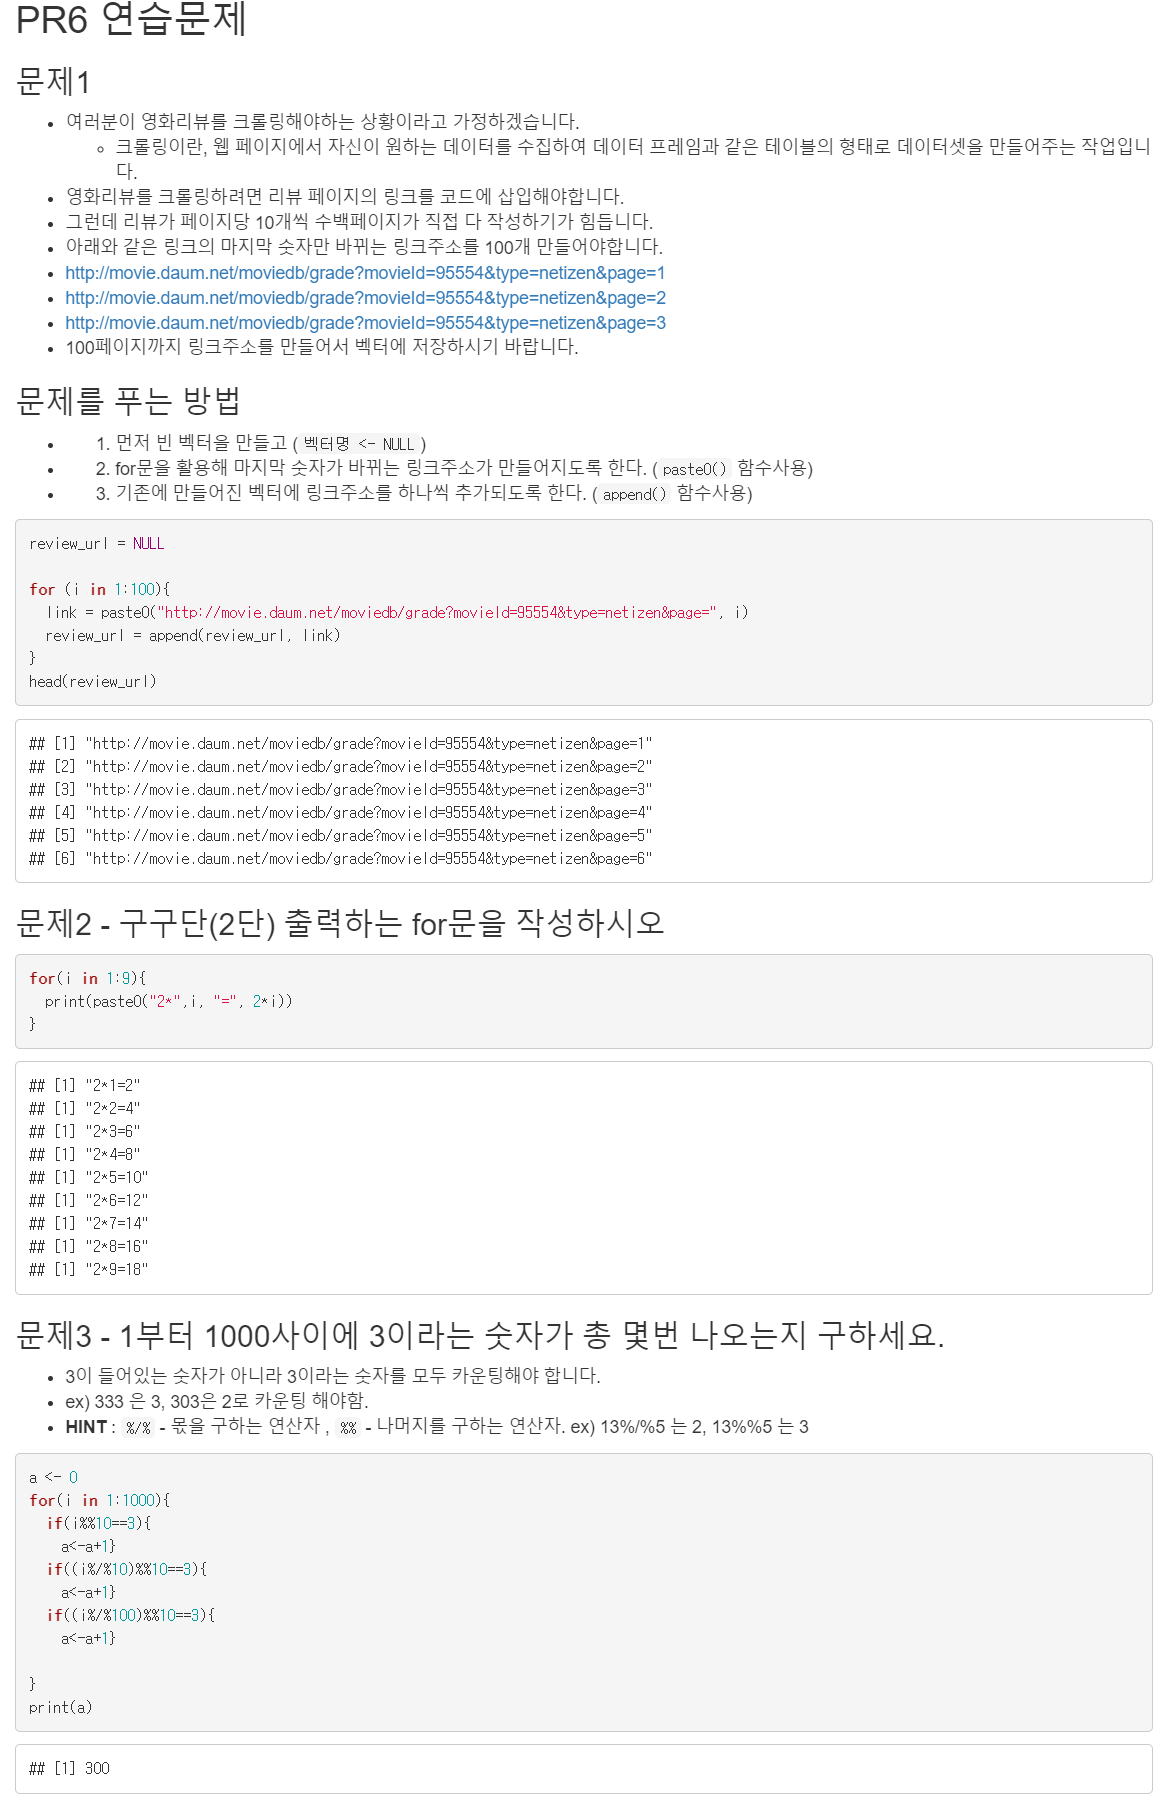 PR6 연습문제
문제1
여러분이 영화리뷰를 크롤링해야하는 상황이라고 가정하겠습니다.
크롤링이란, 웹 페이지에서 자신이 원하는 데이터를 수집하여 데이터 프레임과 같은 테이블의 형태로 데이터셋을 만들어주는 작업입니
다.
영화리뷰를 크롤링하려면 리뷰 페이지의 링크를 코드에 삽입해야합니다.
그런데 리뷰가 페이지당 10개씩 수백페이지가 직접 다 작성하기가 힘듭니다.
아래와 같은 링크의 마지막 숫자만 바뀌는 링크주소를 100개 만들어야합니다.
http://movie.daum.net/moviedb/grade?movieId=95554&type=netizen&page=1
http://movie.daum.net/moviedb/grade?movieId=95554&type=netizen&page=2
http://movie.daum.net/moviedb/grade?movieId=95554&type=netizen&page=3
100페이지까지 링크주소를 만들어서 벡터에 저장하시기 바랍니다.
문제를 푸는 방법
1. 먼저 빈 벡터을 만들고 ( 벡터명 <- NULL )
2. for문을 활용해 마지막 숫자가 바뀌는 링크주소가 만들어지도록 한다. ( paste0() 함수사용)
3. 기존에 만들어진 벡터에 링크주소를 하나씩 추가되도록 한다. ( append() 함수사용)
review_url = NULL
for (i in 1:100){
link = paste0("http://movie.daum.net/moviedb/grade?movieId=95554&type=netizen&page=", i)
review_url = append(review_url, link)
}
head(review_url)
## [1] "http://movie.daum.net/moviedb/grade?movieId=95554&type=netizen&page=1"
## [2] "http://movie.daum.net/moviedb/grade?movieId=95554&type=netizen&page=2"
## [3] "http://movie.daum.net/moviedb/grade?movieId=95554&type=netizen&page=3"
## [4] "http://movie.daum.net/moviedb/grade?movieId=95554&type=netizen&page=4"
## [5] "http://movie.daum.net/moviedb/grade?movieId=95554&type=netizen&page=5"
## [6] "http://movie.daum.net/moviedb/grade?movieId=95554&type=netizen&page=6"
문제2 - 구구단(2단) 출력하는 for문을 작성하시오
for(i in 1:9){
print(paste0("2*",i, "=", 2*i))
}
## [1] "2*1=2"
## [1] "2*2=4"
## [1] "2*3=6"
## [1] "2*4=8"
## [1] "2*5=10"
## [1] "2*6=12"
## [1] "2*7=14"
## [1] "2*8=16"
## [1] "2*9=18"
문제3 - 1부터 1000사이에 3이라는 숫자가 총 몇번 나오는지 구하세요.
3이 들어있는 숫자가 아니라 3이라는 숫자를 모두 카운팅해야 합니다.
ex) 333 은 3, 303은 2로 카운팅 해야함.
HINT : %/% - 몫을 구하는 연산자 , %% - 나머지를 구하는 연산자. ex) 13%/%5 는 2, 13%%5 는 3
a <- 0
for(i in 1:1000){
if(i%%10==3){
a<-a+1}
if((i%/%10)%%10==3){
a<-a+1}
if((i%/%100)%%10==3){
a<-a+1}
}
print(a)
## [1] 300